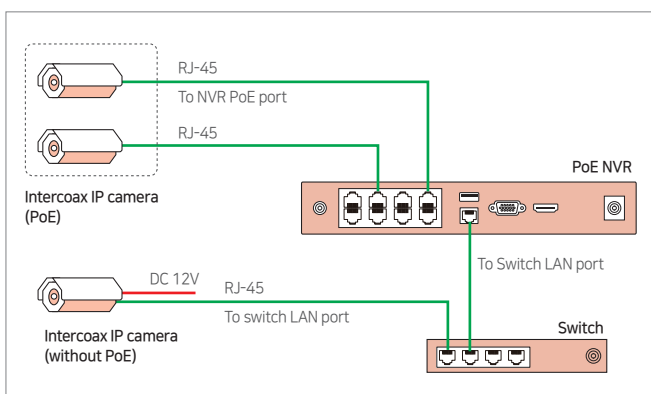 RJ-45
To NVR PoE port
RJ-45
PoE NVR
Intercoax IP camera
(PoE)
To Switch LAN port
DC 12V
RJ-45
To switch LAN port
Switch
Intercoax IP camera
(without PoE)